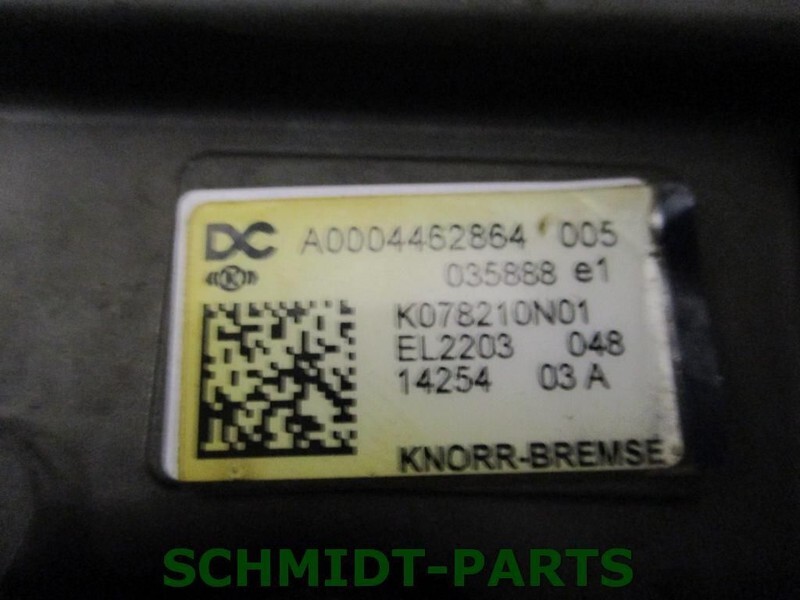 DC A0004462864 005
((K)) 035888 e1
K078210N01
EL2203 048
14254 03 A
KNORR-BREMSE
SCHMIDT-PARTS